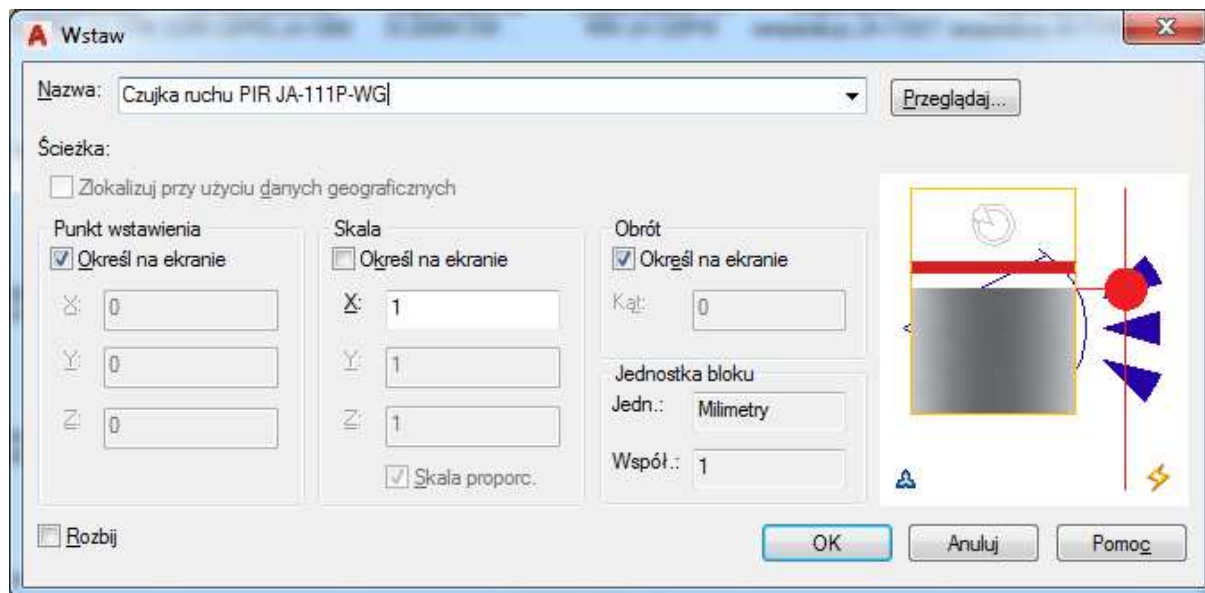 Wstaw
Nazwa: Czujka ruchu PIR JA-111P-WG Przeglądaj...
Ścieżka:
Zlokalizuj przy użyciu danych geograficznych
Punkt wstawienia Skala Obrót
Określ na ekranie Określ na ekranie Określ na ekranie
X: 0 X: 1 Kąt: 0
Y: 0 Y: 1
Jednostka bloku
Z: 0 Z: 1 Jedn.: Milimetry
Skala proporc. Współ.: 1
Rozbij OK Anuluj Pomoc